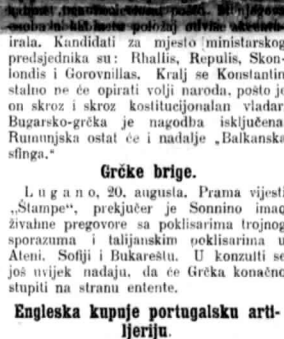 irala. Kandidati za mjesto ministarskog
predsjednika su: Rhallis, Repulis, Skon-
londis i Gorovnillas. Kralj se Konstantin
stalno ne će opirati volji naroda, pošto je
on skroz i skroz kostitucijonalan vladar
Bugarsko-grčka je nagodba isključena
Rumunjska ostat će i nadalje „Balkanska
sfinga."
Grčke brige.
Lugano, 20. augusta. Prama vijesti
„Štampe", prekjučer je Sonnino imao
živahne pregovore sa poklisarima trojnog
sporazuma i talijanskim poklisarima u
Ateni. Sofiji i Bukareštu. U konzulti se
još uvijek nadaju, da će Grčka konačno
stupiti na stranu entente.
Engleska kupuje portugalsku arti-
ljeriju.